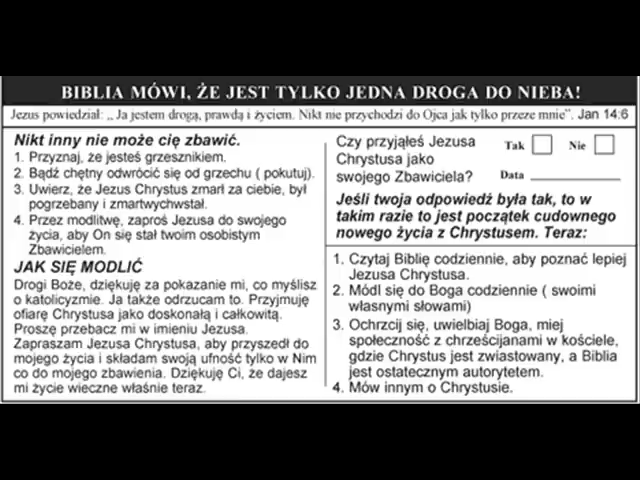 BIBLIA MÓWI, ŻE JEST TYLKO JEDNA DROGA DO NIEBA!
Jezus powiedział: „ Ja jestem drogą, prawdą i życiem. Nikt nie przychodzi do Ojca jak tylko przeze mnie”. Jan 14:6
Nikt inny nie może cię zbawić.
1. Przyznaj, że jesteś grzesznikiem.
2. Bądź chętny odwrócić się od grzechu ( pokutuj).
3. Uwierz, że Jezus Chrystus zmarł za ciebie, był
pogrzebany i zmartwychwstał.
4. Przez modlitwę, zaproś Jezusa do swojego
życia, aby On się stał twoim osobistym
Zbawicielem.
JAK SIĘ MODLIĆ
Drogi Boże, dziękuję za pokazanie mi, co myślisz
o katolicyzmie. Ja także odrzucam to. Przyjmuję
ofiarę Chrystusa jako doskonałą i całkowitą.
Proszę przebacz mi w imieniu Jezusa.
Zapraszam Jezusa Chrystusa, aby przyszedł do
mojego życia i składam swoją ufność tylko w Nim
co do mojego zbawienia. Dziękuję Ci, że dajesz
mi życie wieczne właśnie teraz.
Czy przyjąłeś Jezusa
Chrystusa jako
swojego Zbawiciela?
Tak Nie
Data
Jeśli twoja odpowiedź była tak, to w
takim razie to jest początek cudownego
nowego życia z Chrystusem. Teraz:
1. Czytaj Biblię codziennie, aby poznać lepiej
Jezusa Chrystusa.
2. Módl się do Boga codziennie ( swoimi
własnymi słowami)
3. Ochrzcij się, uwielbiaj Boga, miej
społeczność z chrześcijanami w kościele,
gdzie Chrystus jest zwiastowany, a Biblia
jest ostatecznym autorytetem.
4. Mów innym o Chrystusie.